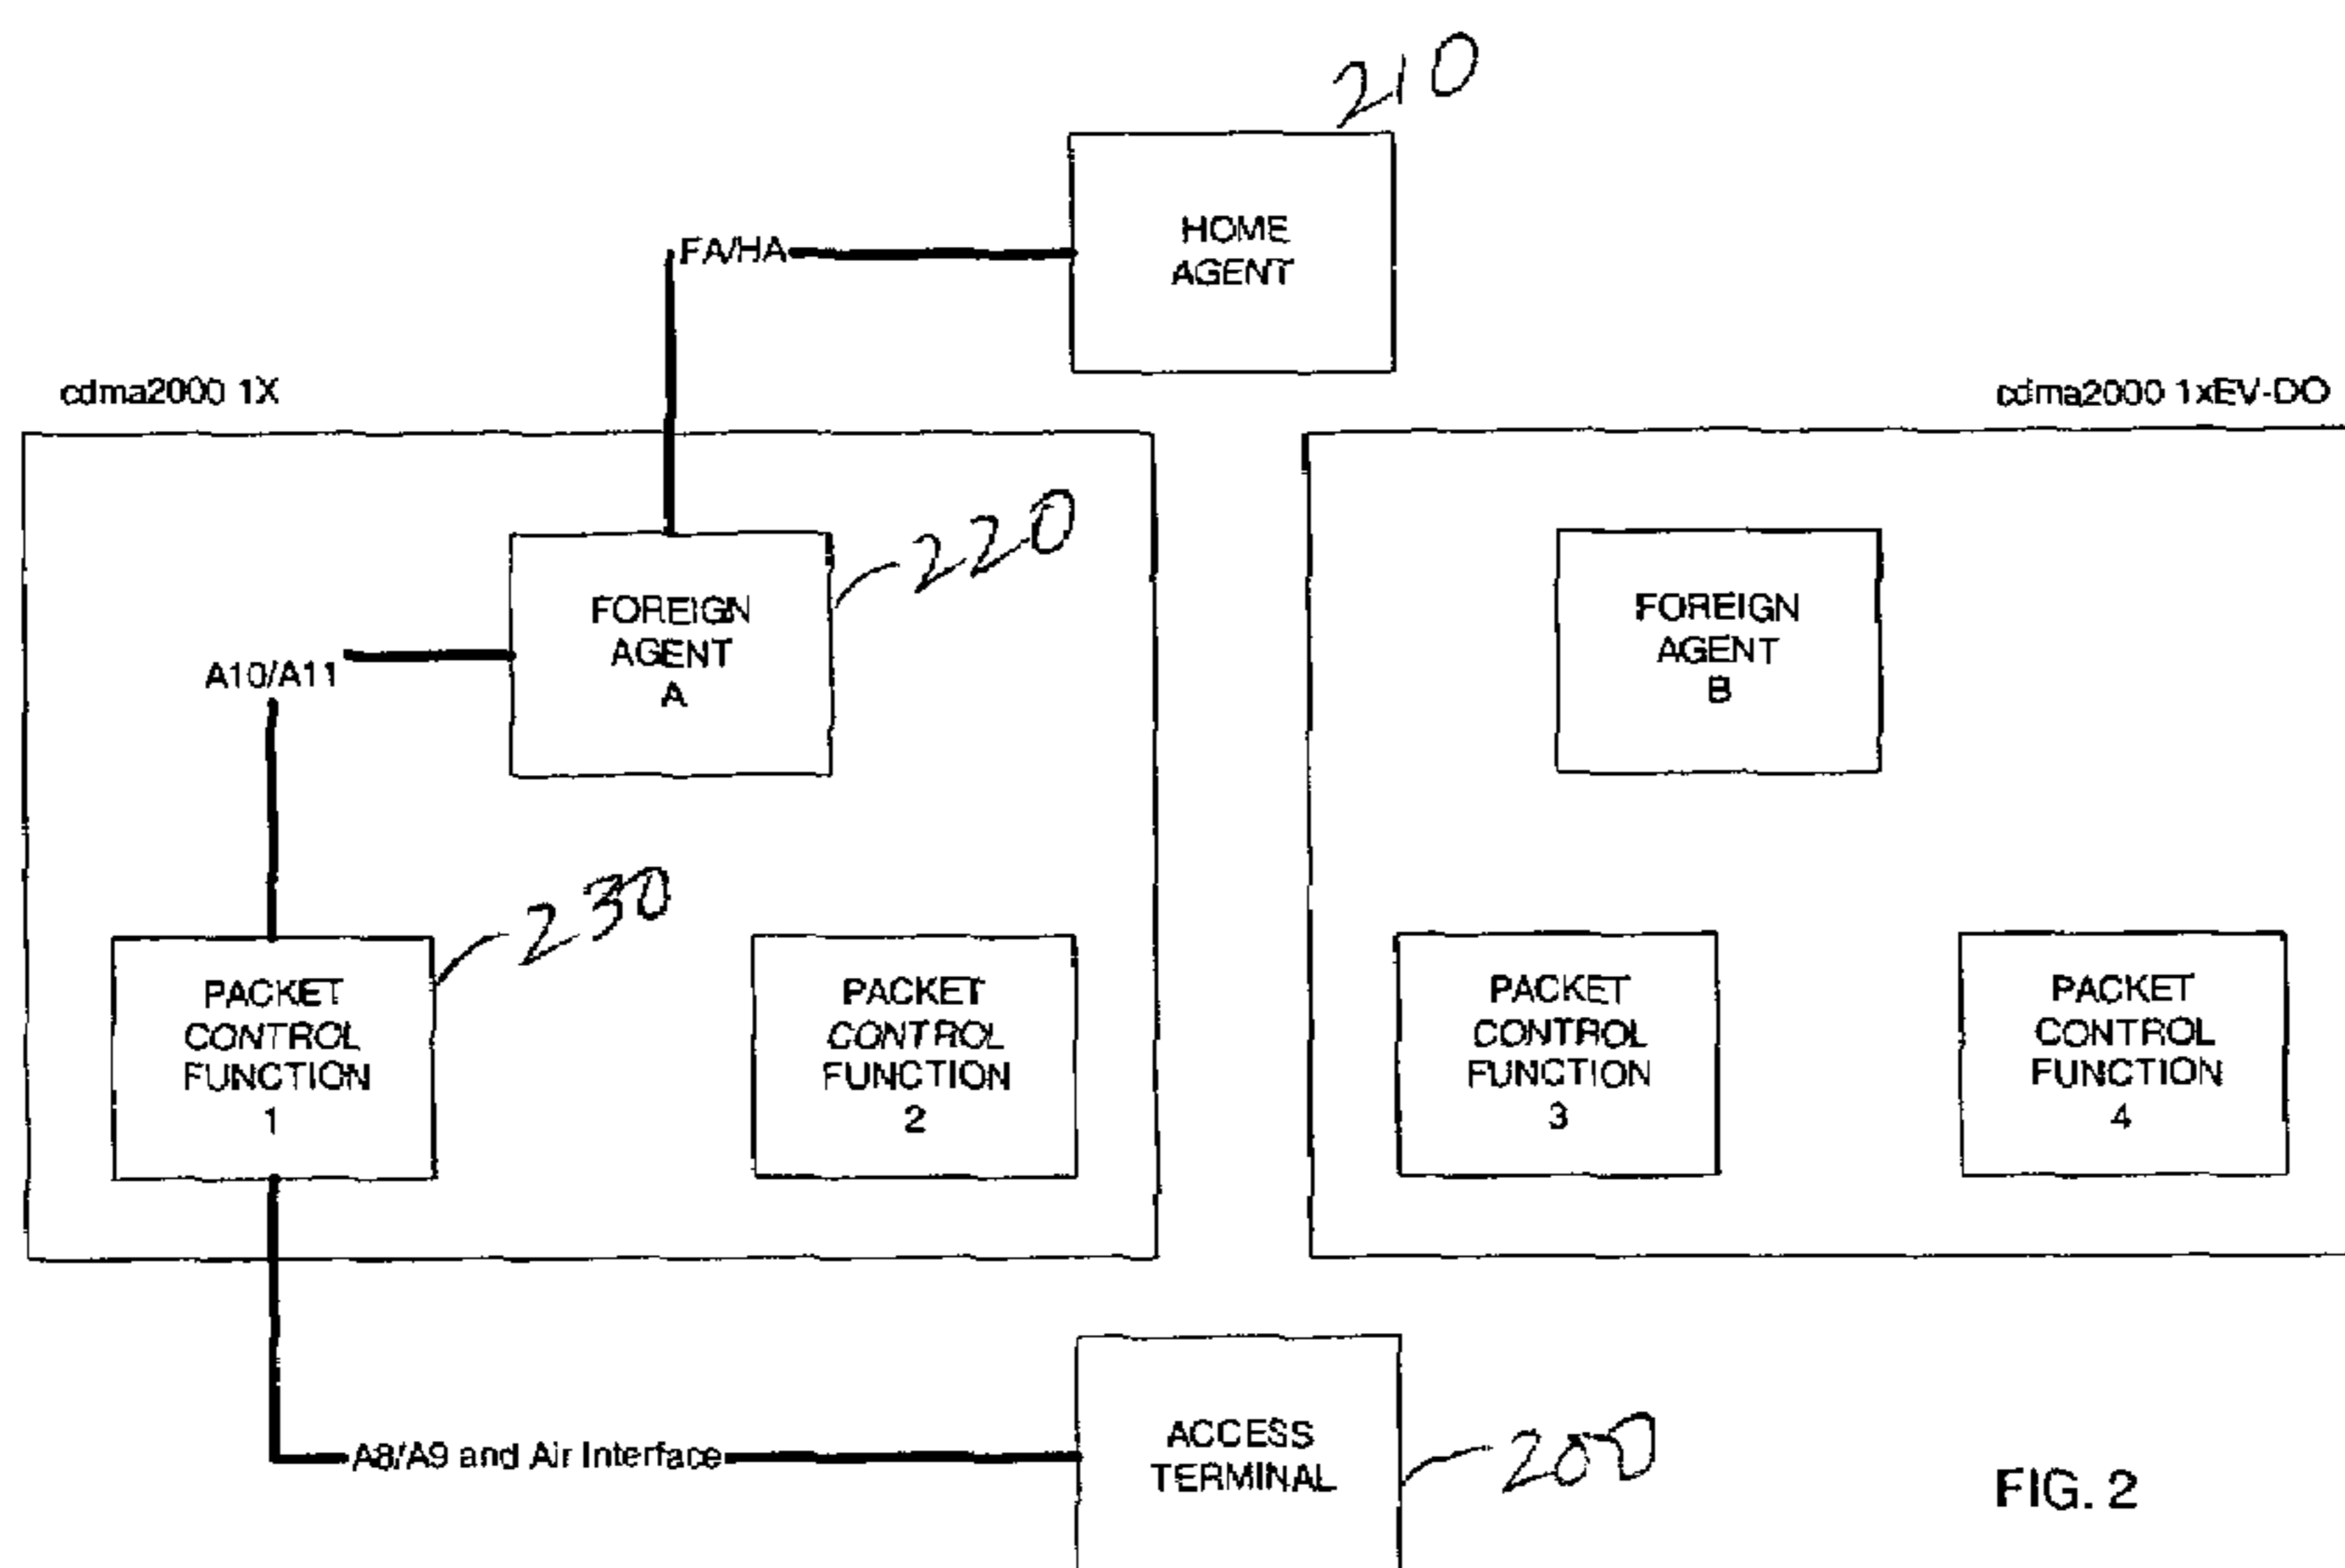 210
HOME
AGENT
FA/HA
cdma2000 1X
cdma2000 1xEV-DO
220
FOREIGN
AGENT
A
FOREIGN
AGENT
B
A10/A11
230
PACKET
CONTROL
FUNCTION
1
PACKET
CONTROL
FUNCTION
2
PACKET
CONTROL
FUNCTION
3
PACKET
CONTROL
FUNCTION
4
A8/A9 and Air Interface
ACCESS
TERMINAL
200
FIG. 2